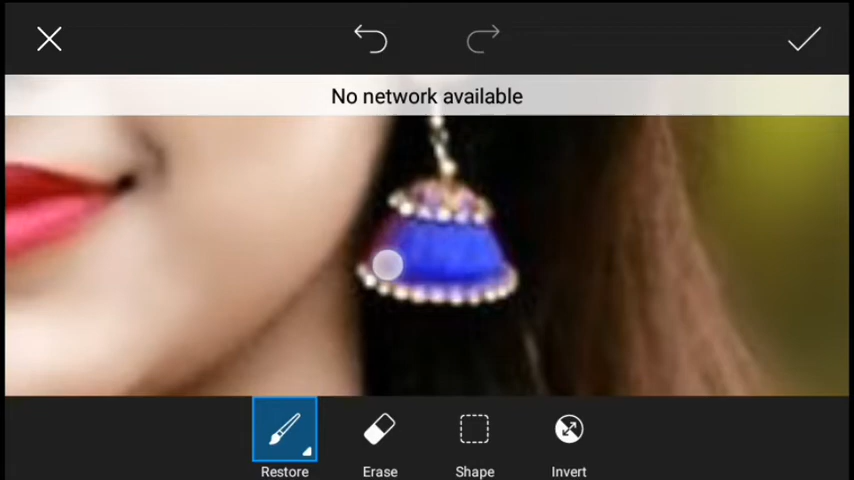 No network available
Restore
Erase
Shape
Invert